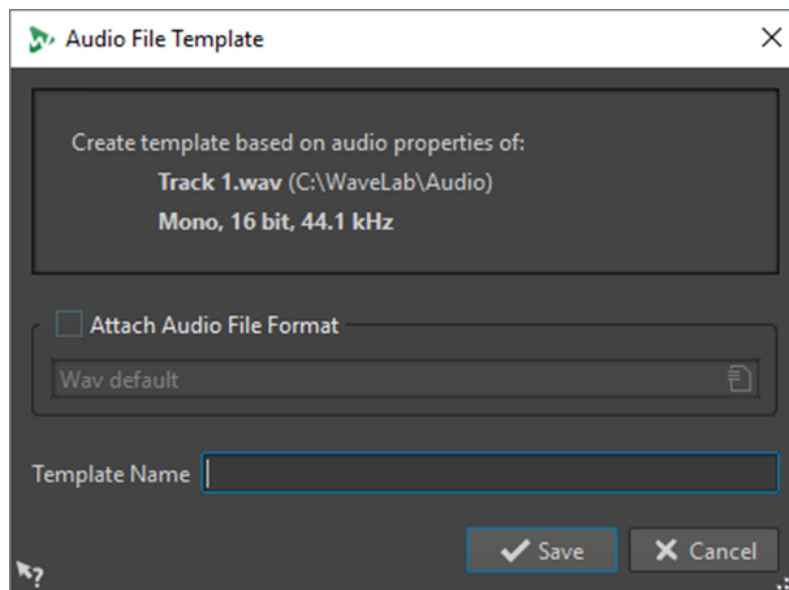 Audio File Template
Create template based on audio properties of:
Track 1.wav (C:\WaveLab\Audio)
Mono, 16 bit, 44.1 kHz
Attach Audio File Format
Wav default
Template Name
Save Cancel